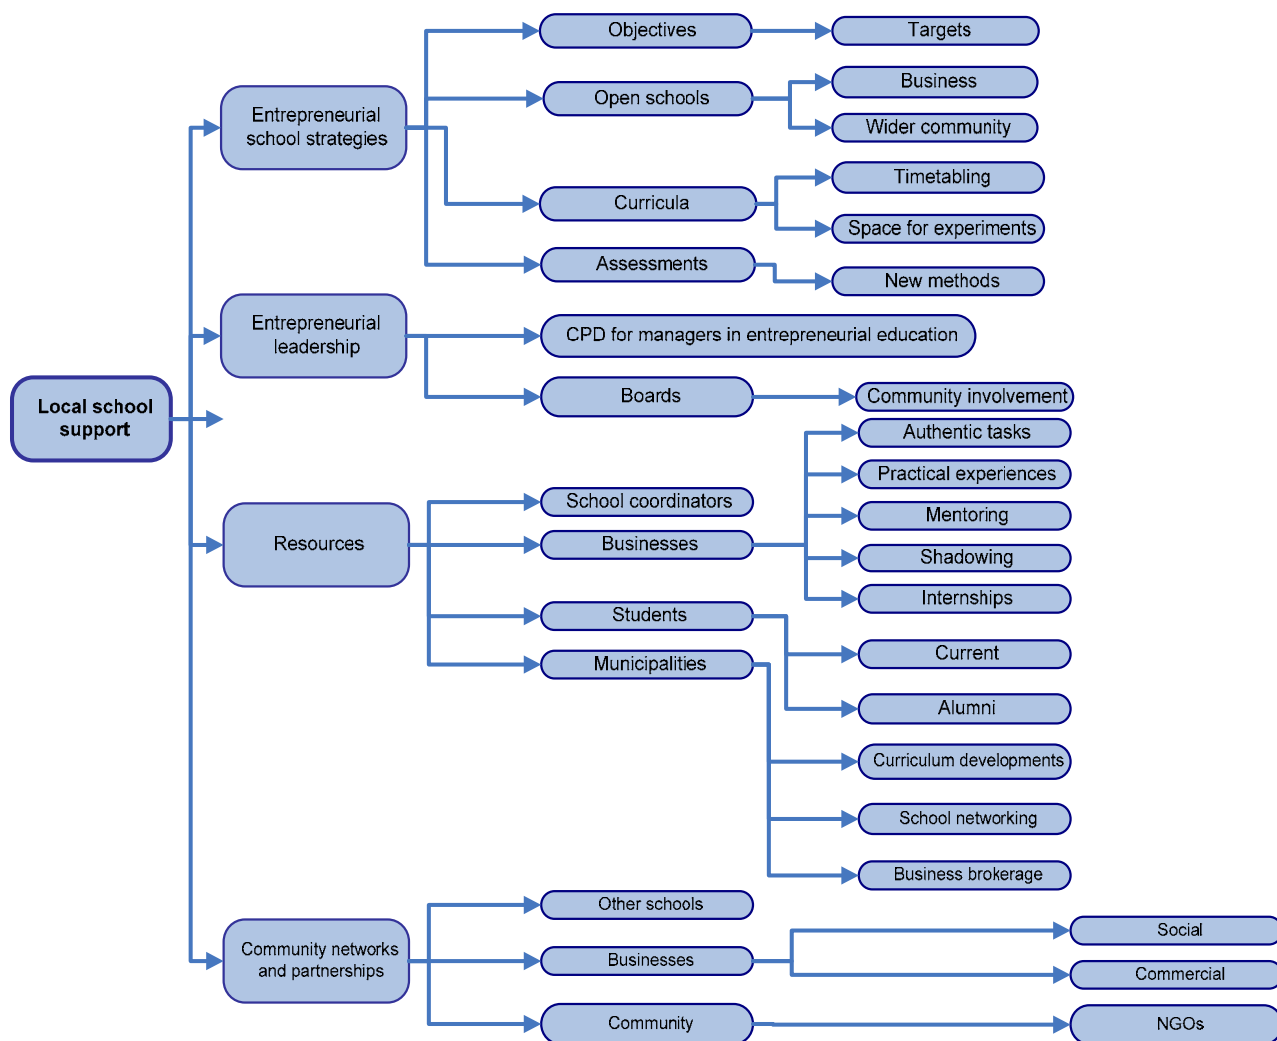 Local school
support
Entrepreneurial
school strategies
Objectives
Targets
Open schools
Business
Wider community
Curricula
Timetabling
Space for experiments
Assessments
New methods
Entrepreneurial
leadership
CPD for managers in entrepreneurial education
Boards
Community involvement
Resources
School coordinators
Businesses
Authentic tasks
Practical experiences
Mentoring
Shadowing
Internships
Students
Current
Alumni
Municipalities
Curriculum developments
School networking
Business brokerage
Community networks
and partnerships
Other schools
Businesses
Social
Commercial
Community
NGOs